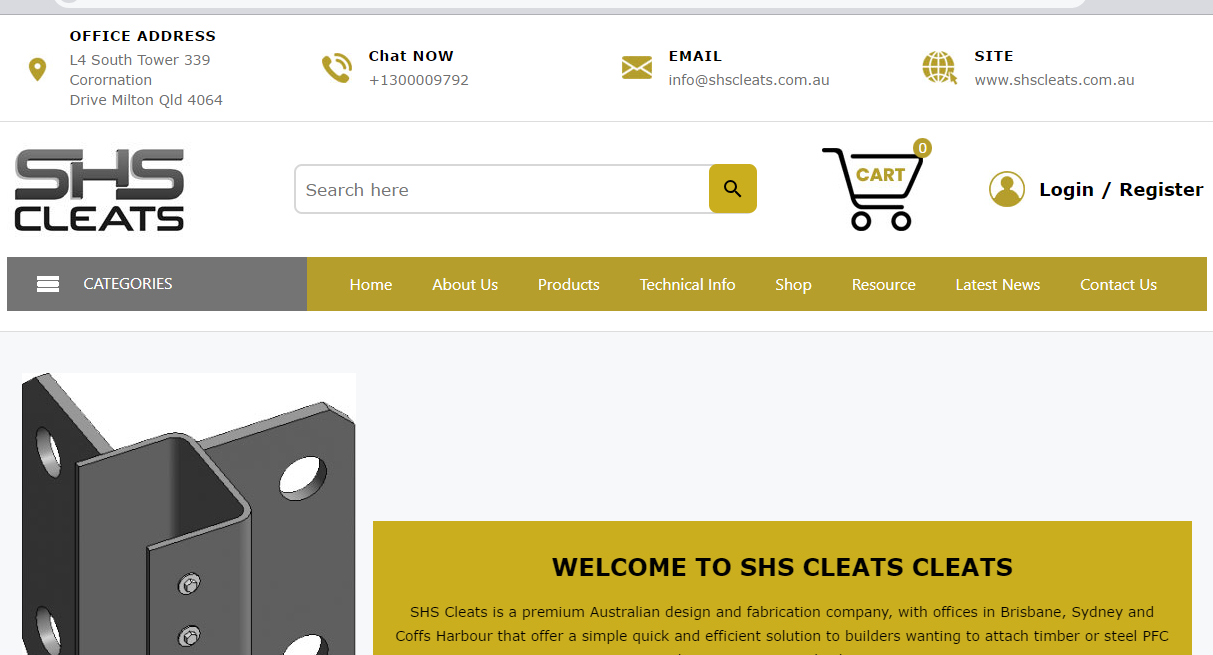 OFFICE ADDRESS
L4 South Tower 339
Corornation
Drive Milton Qld 4064
Chat NOW
+1300009792
EMAIL
info@shscleats.com.au
SITE
www.shscleats.com.au
SHS
CLEATS
Search here
0
CART
Login / Register
CATEGORIES
Home About Us Products Technical Info Shop Resource Latest News Contact Us
WELCOME TO SHS CLEATS CLEATS
SHS Cleats is a premium Australian design and fabrication company, with offices in Brisbane, Sydney and
Coffs Harbour that offer a simple quick and efficient solution to builders wanting to attach timber or steel PFC